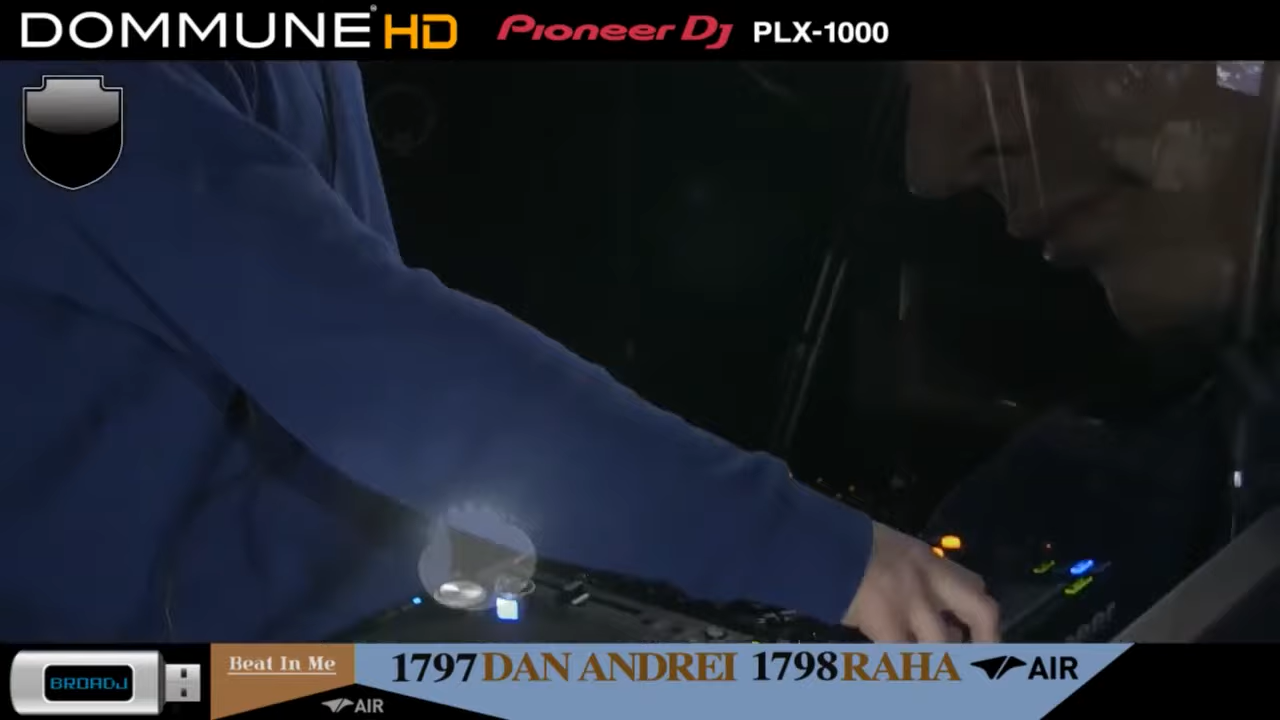 DOMMUNE HD Pioneer Dj PLX-1000
BROADJ
Beat In Me
1797 DAN ANDREI 1798 RAHA AIR
AIR